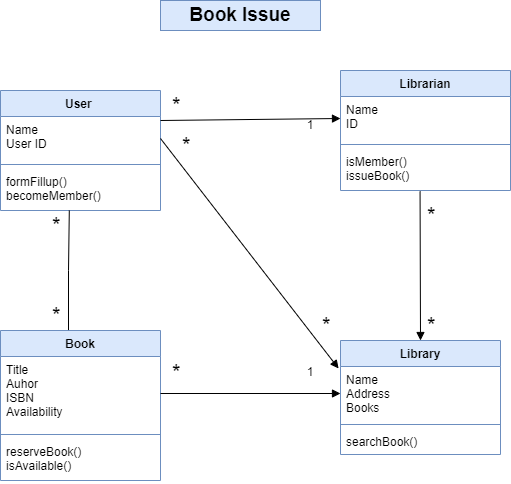 Book Issue
User
Name
User ID
formFillup()
becomeMember()
*
1
*
Librarian
Name
ID
isMember()
issueBook()
*
*
*
*
*
Book
Title
Auhor
ISBN
Availability
reserveBook()
isAvailable()
*
1
Library
Name
Address
Books
searchBook()